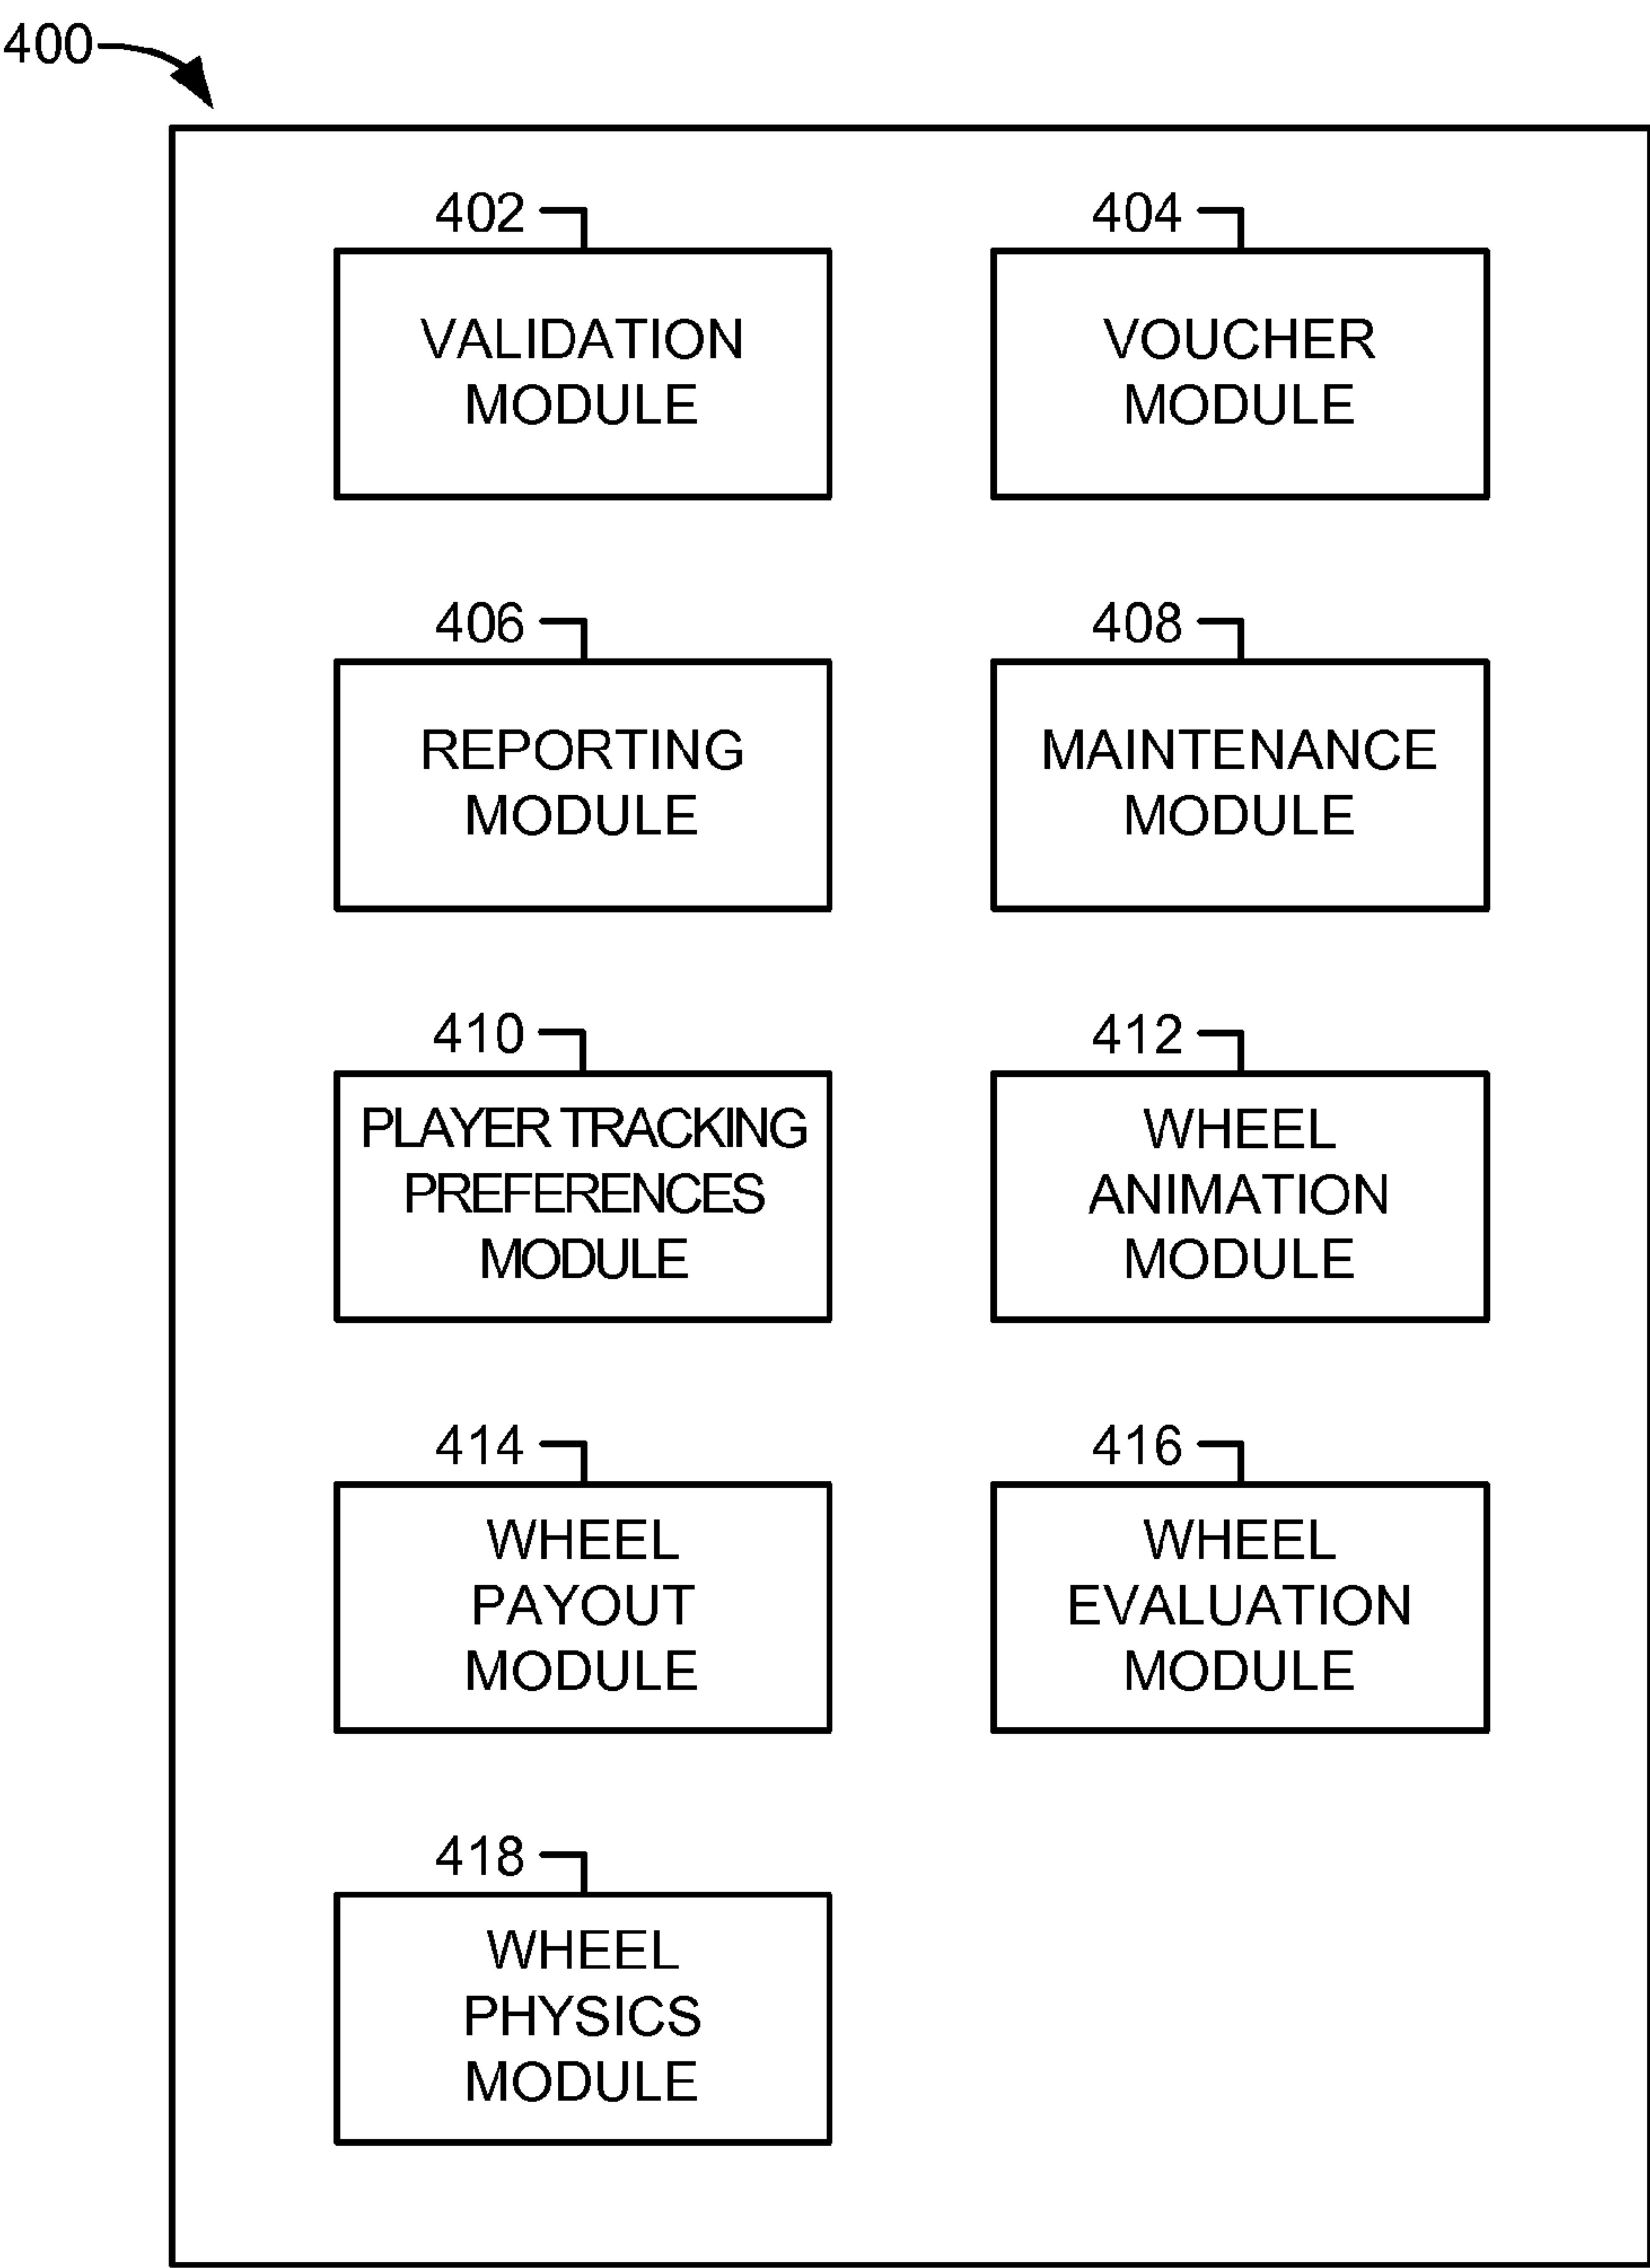 400
402
VALIDATION
MODULE
404
VOUCHER
MODULE
406
REPORTING
MODULE
408
MAINTENANCE
MODULE
410
PLAYER TRACKING
PREFERENCES
MODULE
412
WHEEL
ANIMATION
MODULE
414
WHEEL
PAYOUT
MODULE
416
WHEEL
EVALUATION
MODULE
418
WHEEL
PHYSICS
MODULE